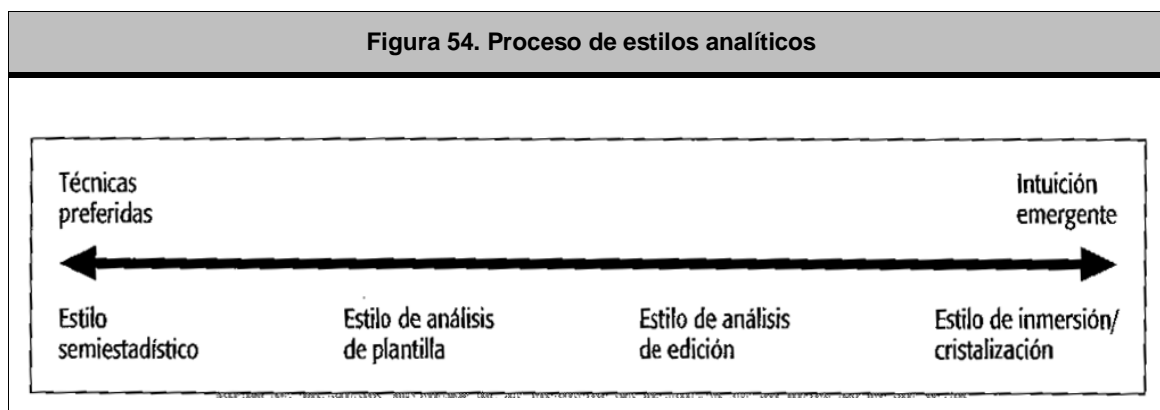 Figura 54. Proceso de estilos analíticos
Técnicas
preferidas
Intuición
emergente
Estilo
semiestadístico
Estilo de análisis
de plantilla
Estilo de análisis
de edición
Estilo de inmersión/
cristalización